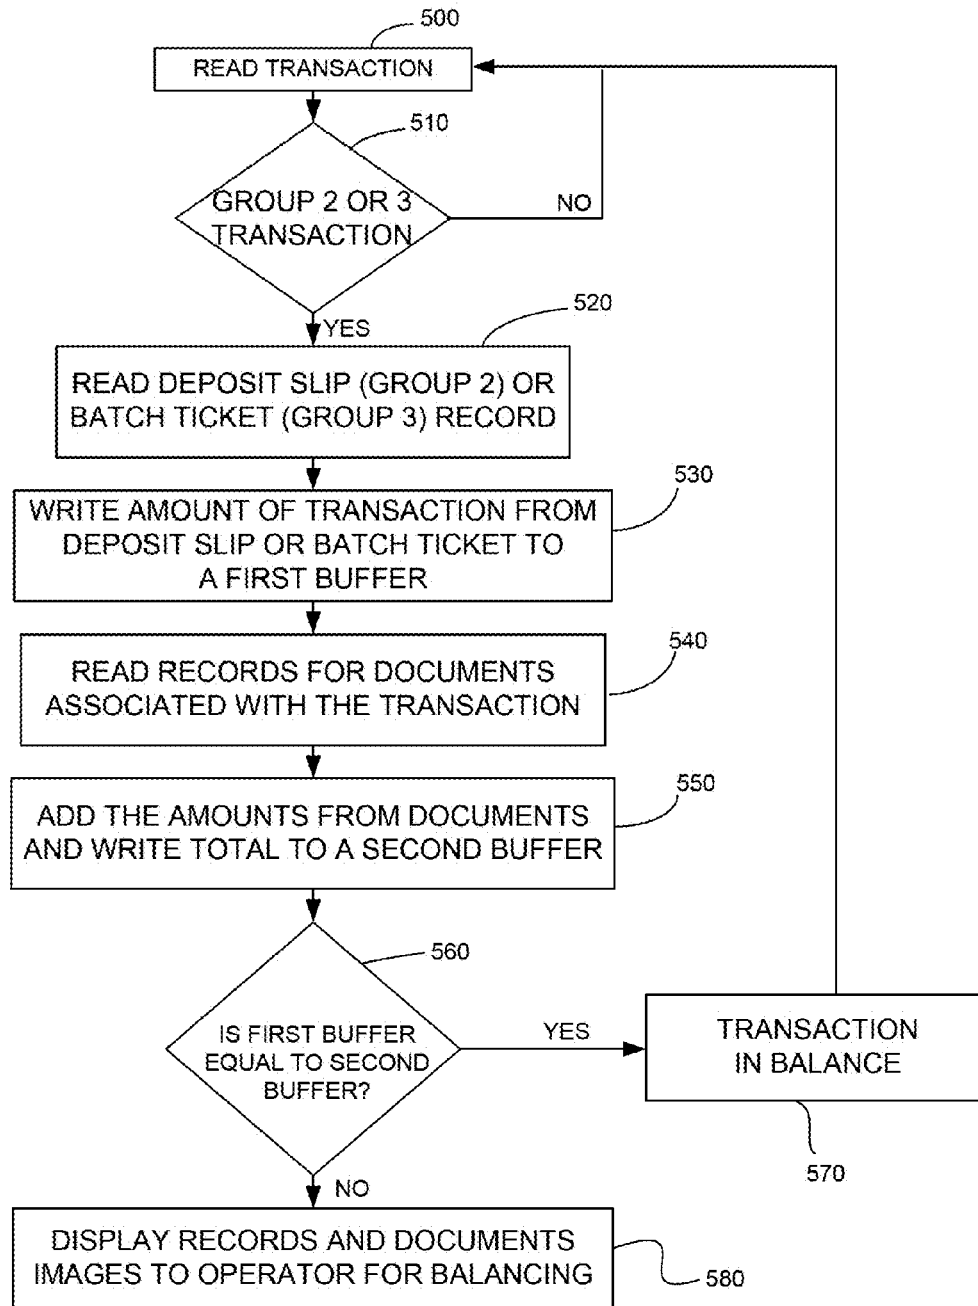 500
READ TRANSACTION
510
GROUP 2 OR 3
TRANSACTION
NO
YES
520
READ DEPOSIT SLIP (GROUP 2) OR
BATCH TICKET (GROUP 3) RECORD
530
WRITE AMOUNT OF TRANSACTION FROM
DEPOSIT SLIP OR BATCH TICKET TO
A FIRST BUFFER
540
READ RECORDS FOR DOCUMENTS
ASSOCIATED WITH THE TRANSACTION
550
ADD THE AMOUNTS FROM DOCUMENTS
AND WRITE TOTAL TO A SECOND BUFFER
560
IS FIRST BUFFER
EQUAL TO SECOND
BUFFER?
YES
TRANSACTION
IN BALANCE
570
NO
DISPLAY RECORDS AND DOCUMENTS
IMAGES TO OPERATOR FOR BALANCING
580